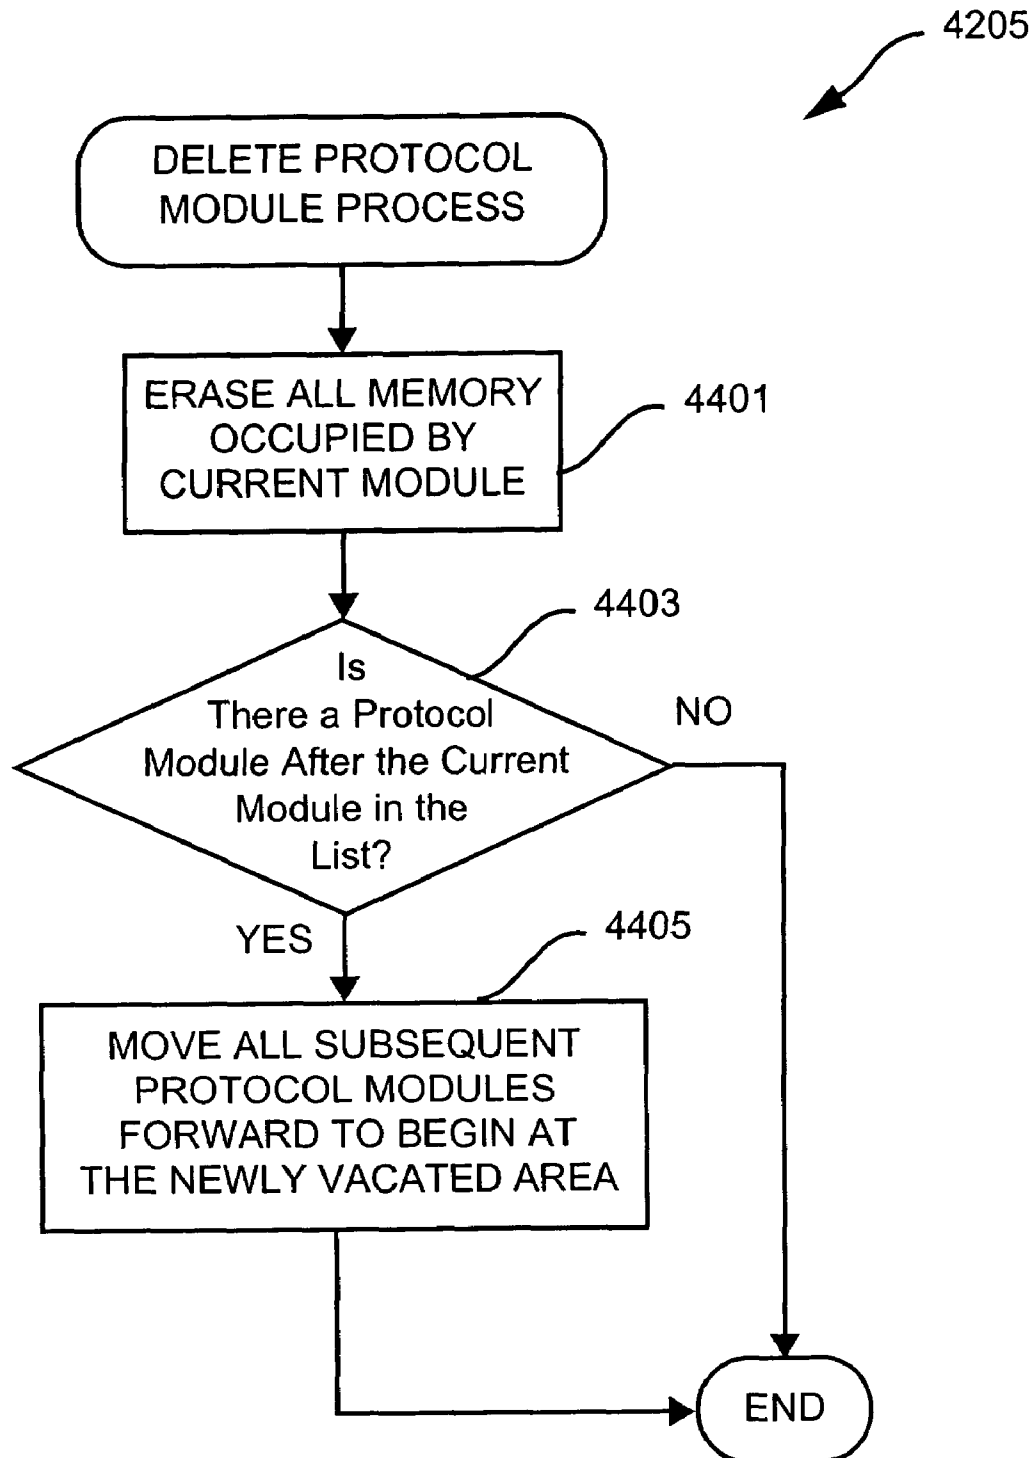 4205
DELETE PROTOCOL
MODULE PROCESS
ERASE ALL MEMORY
OCCUPIED BY
CURRENT MODULE
4401
4403
Is
There a Protocol
Module After the Current
Module in the
List?
NO
YES
4405
MOVE ALL SUBSEQUENT
PROTOCOL MODULES
FORWARD TO BEGIN AT
THE NEWLY VACATED AREA
END